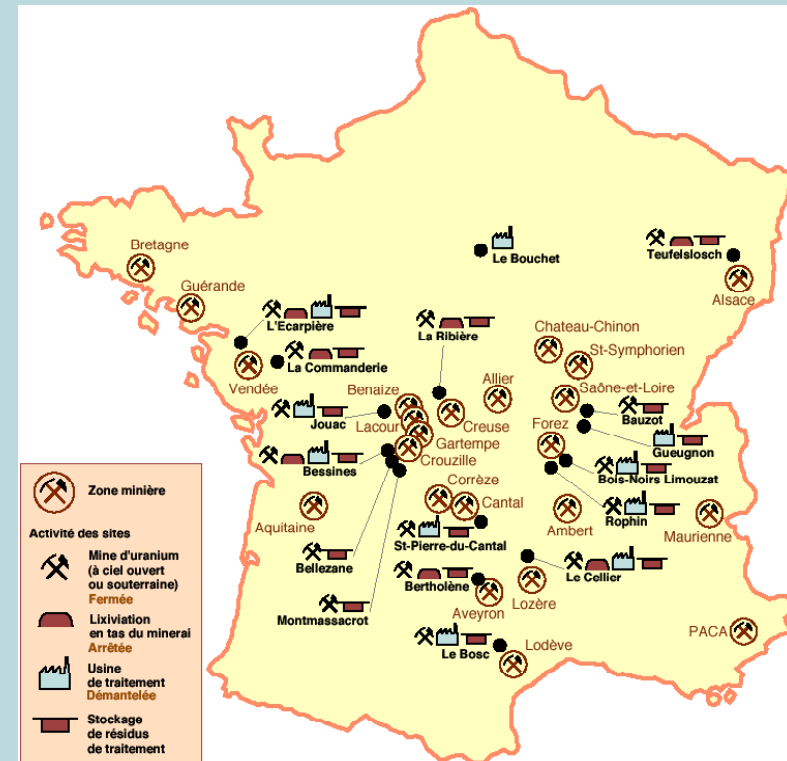 Bretagne
Guérande
Le Bouchet
Teufelslosch
Alsace
L'Ecarpière
La Commanderie
Vendée
La Ribière
Chateau-Chinon
St-Symphorien
Benaize
Allier
Saône-et-Loire
Jouac
Lacour
Creuse
Bauzot
Gartempe
Forez
Gueugnon
Bessines
Crouzille
Bois-Noirs Limouzat
Corrèze
Cantal
Rophin
Aquitaine
Ambert
Maurienne
St-Pierre-du-Cantal
Bellezane
Le Cellier
Bertholène
Lozère
Montmassacrot
Aveyron
PACA
Le Bosc
Lodève
Zone minière
Activité des sites
Mine d'uranium
(à ciel ouvert
ou souterraine)
Fermée
Lixiviation
en tas du minerai
Arrêtée
Usine
de traitement
Démantelée
Stockage
de résidus
de traitement